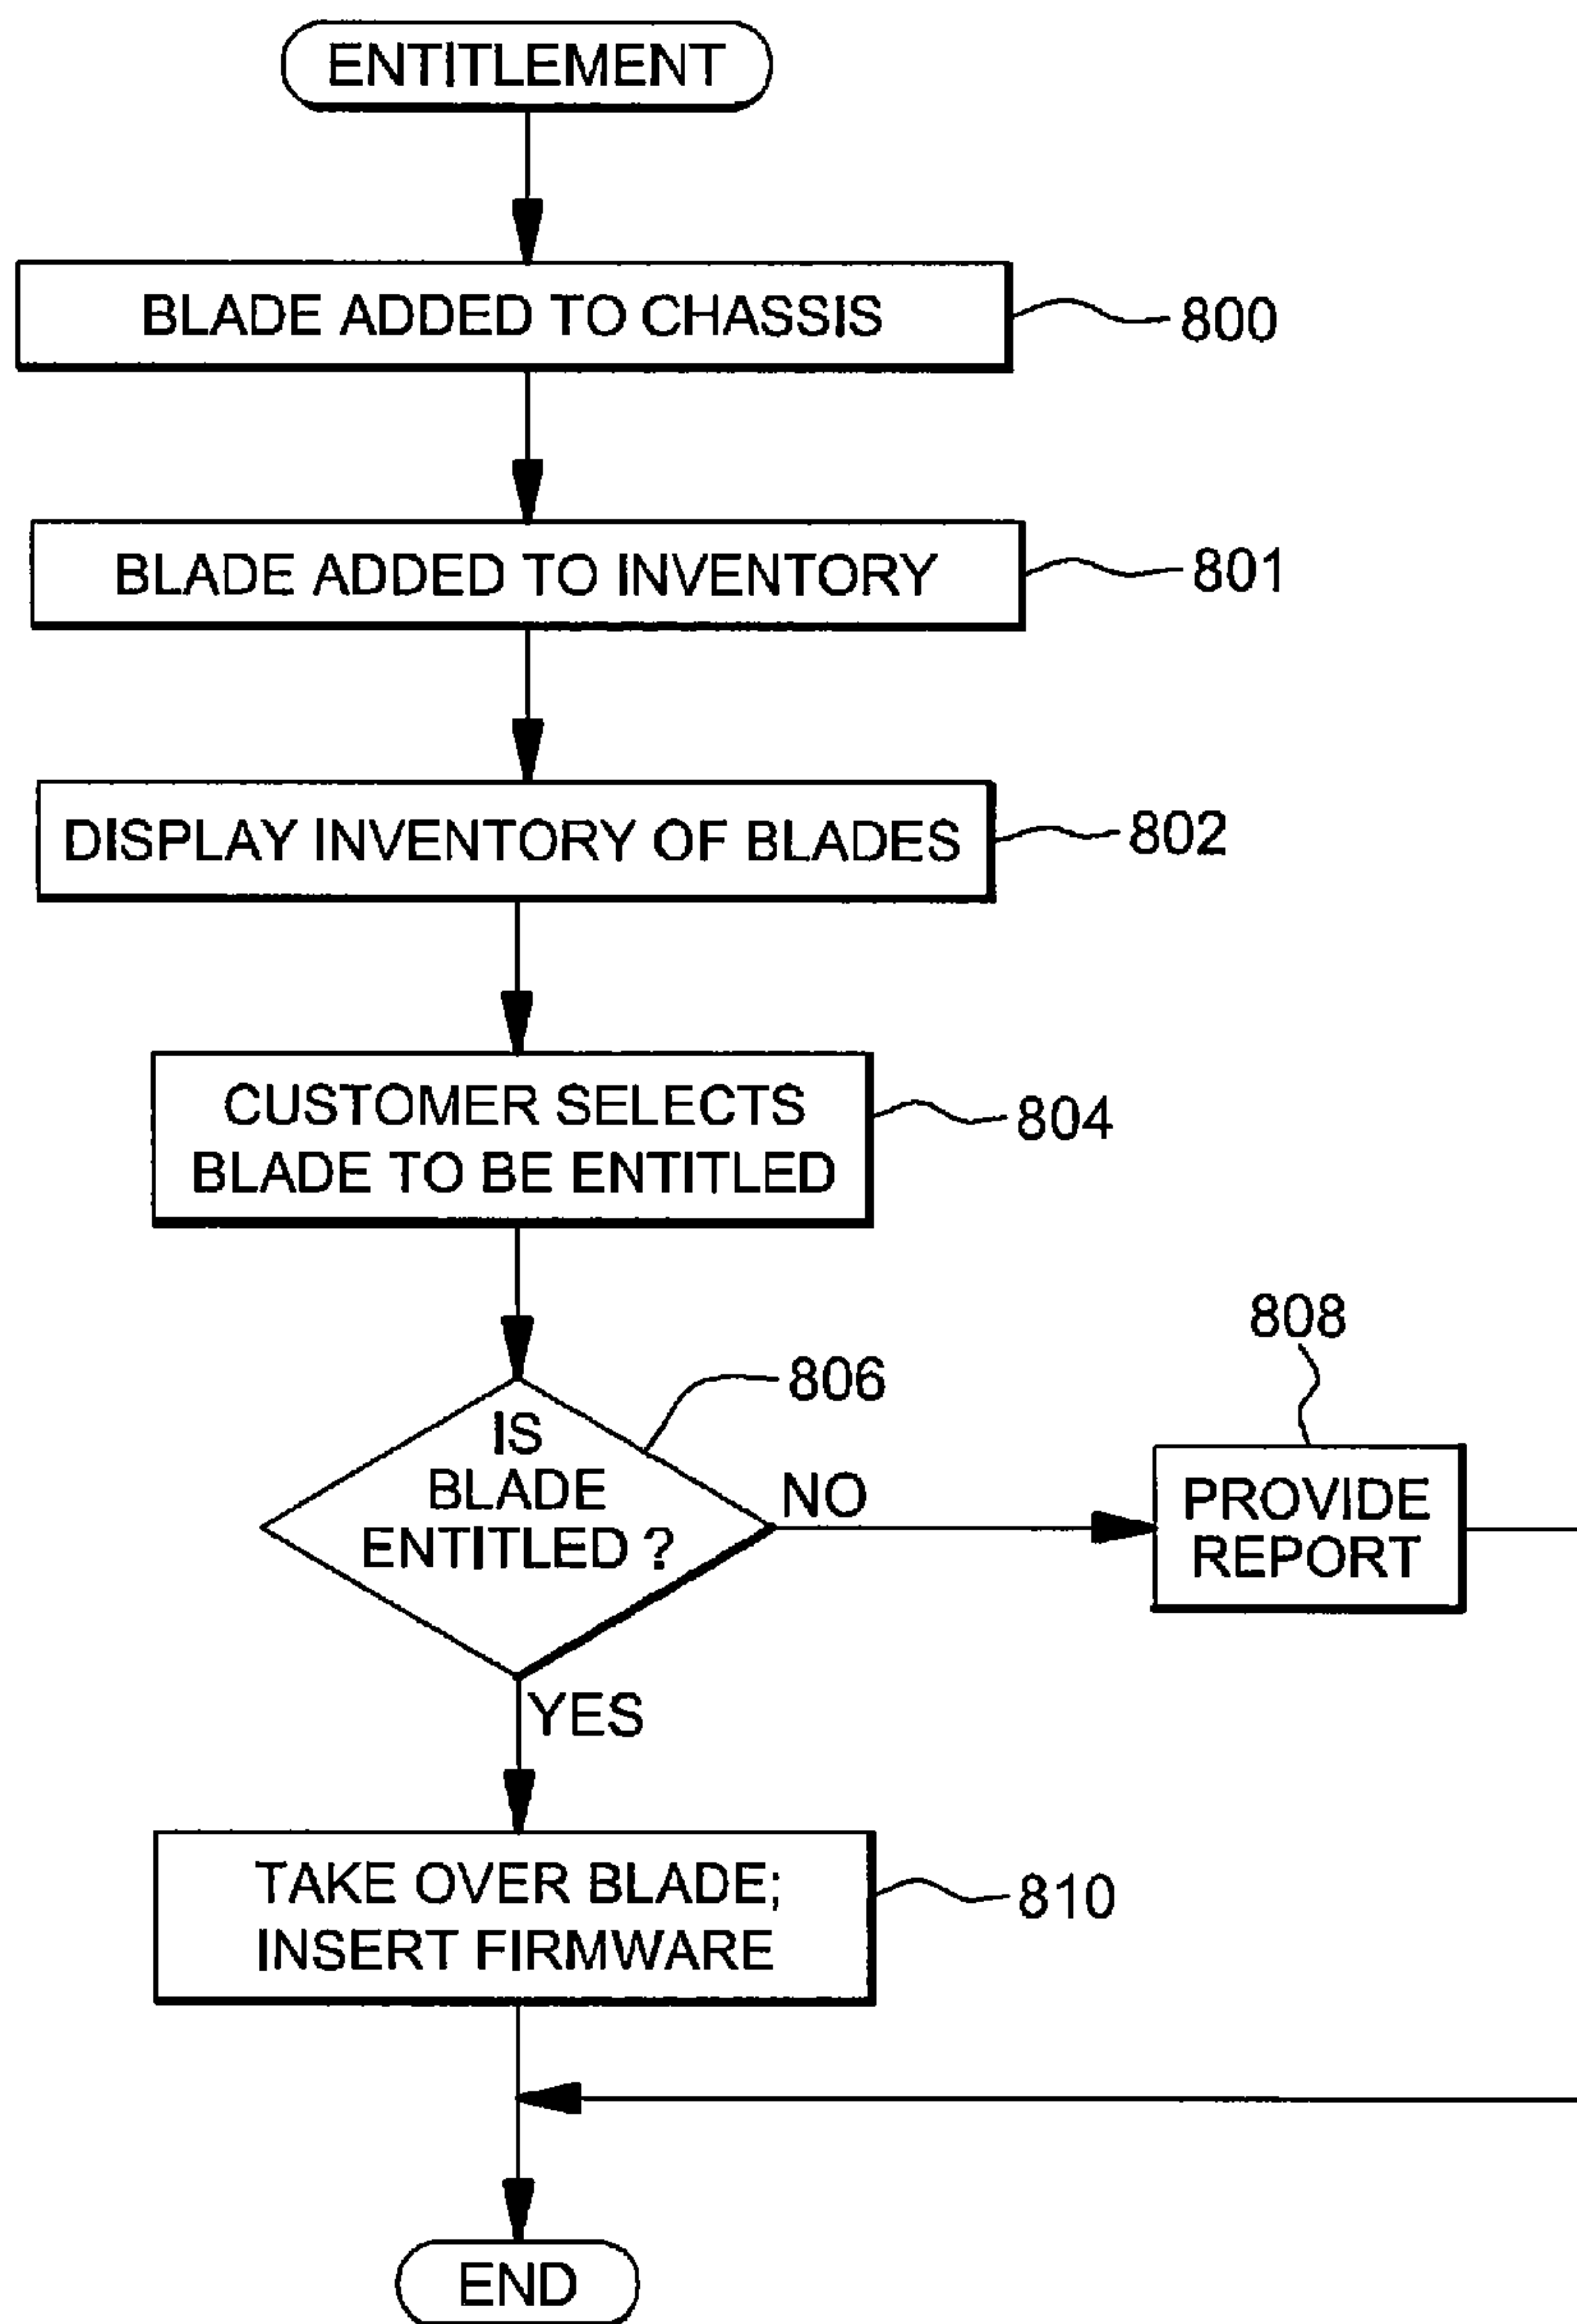 ENTITLEMENT
BLADE ADDED TO CHASSIS
800
BLADE ADDED TO INVENTORY
801
DISPLAY INVENTORY OF BLADES
802
CUSTOMER SELECTS
BLADE TO BE ENTITLED
804
806
IS
BLADE
ENTITLED ?
NO
808
PROVIDE
REPORT
YES
TAKE OVER BLADE;
INSERT FIRMWARE
810
END